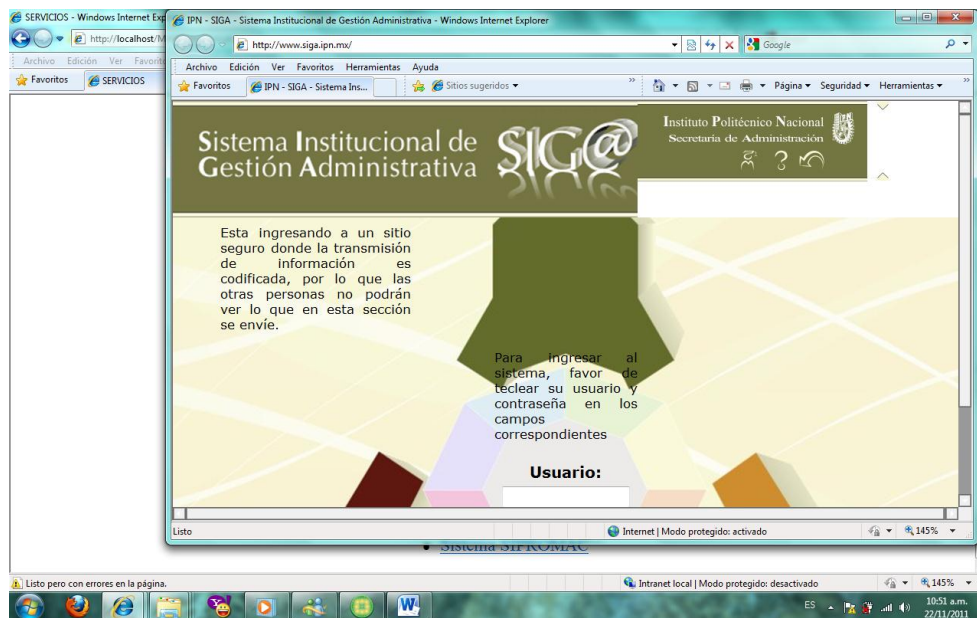 SERVICIOS - Windows Internet Exp
IPN - SIGA - Sistema Institucional de Gestión Administrativa - Windows Internet Explorer
http://localhost/M
http://www.siga.ipn.mx/
Google
Archivo Edición Ver Favorit
Archivo Edición Ver Favoritos Herramientas Ayuda
Favoritos SERVICIOS
Favoritos IPN - SIGA - Sistema Ins... Sitios sugeridos Página Seguridad Herramientas
Sistema Institucional de
Gestión Administrativa
SIG@
Instituto Politécnico Nacional
Secretaría de Administración
Esta ingresando a un sitio
seguro donde la transmisión
de información es
codificada, por lo que las
otras personas no podrán
ver lo que en esta sección
se envíe.
Para ingresar al
sistema, favor de
teclear su usuario y
contraseña en los
campos
correspondientes
Usuario:
Listo Internet | Modo protegido: activado 145%
Sistema SIPROMAC
Listo pero con errores en la página. Intranet local | Modo protegido: desactivado 145%
ES 10:51 a.m.
22/11/2011